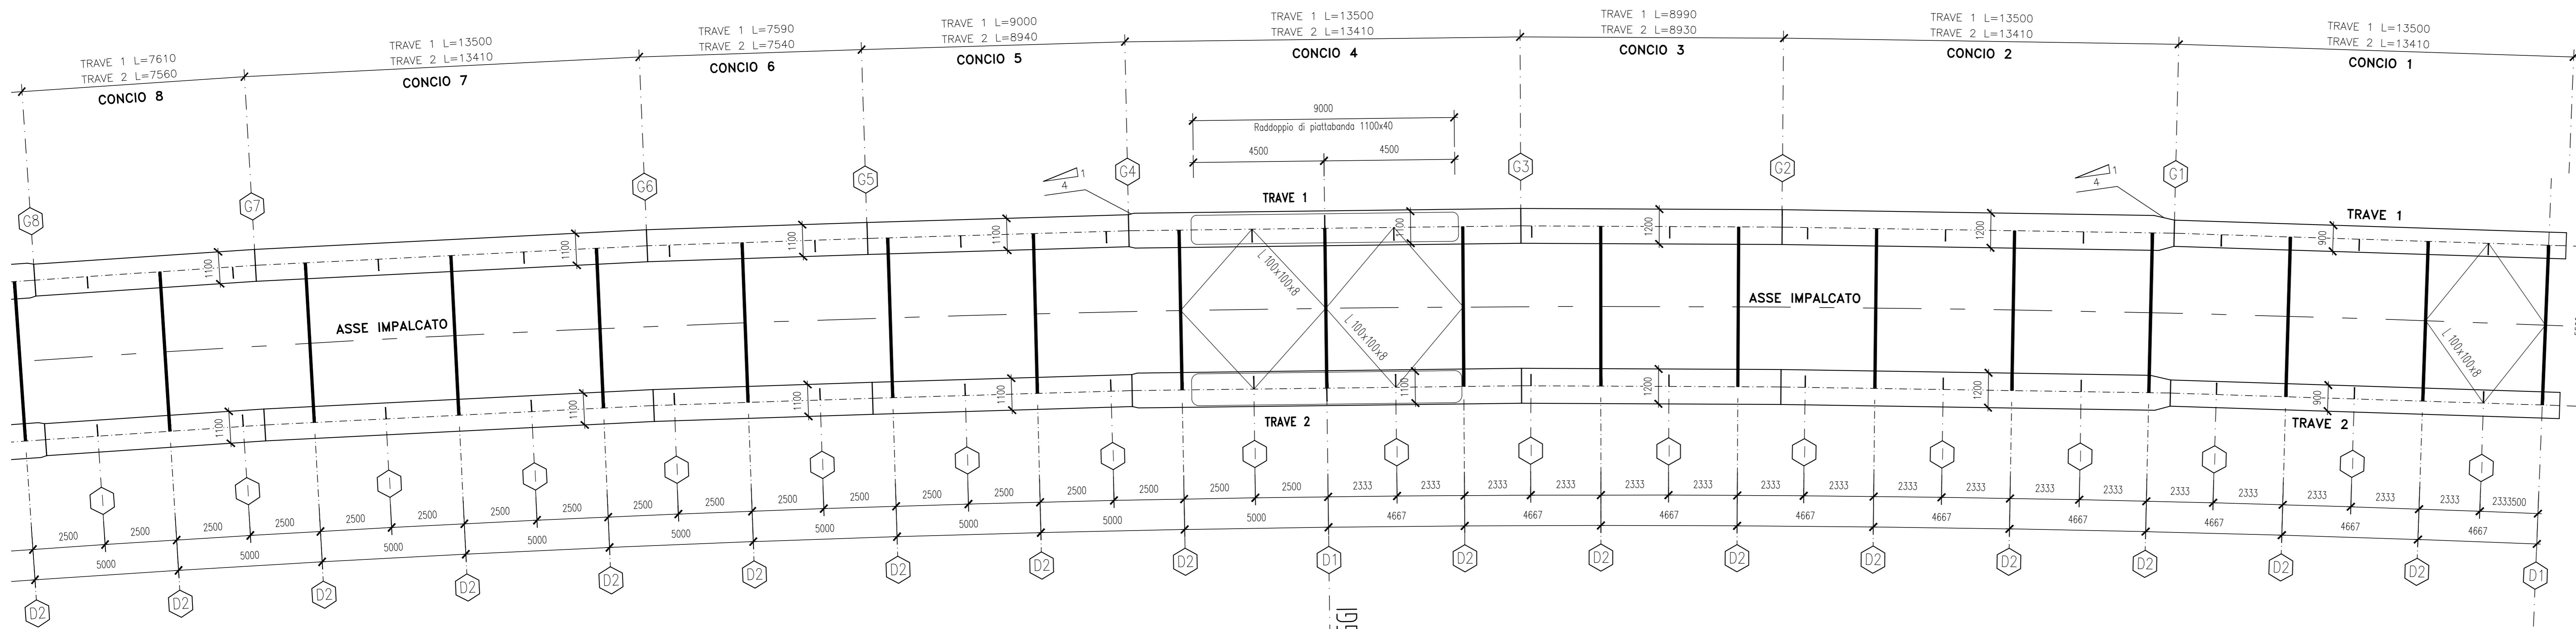 TRAVE 1 L=7610
TRAVE 2 L=7560
CONCIO 8
TRAVE 1 L=13500
TRAVE 2 L=13410
CONCIO 7
TRAVE 1 L=7590
TRAVE 2 L=7540
CONCIO 6
TRAVE 1 L=9000
TRAVE 2 L=8940
CONCIO 5
TRAVE 1 L=13500
TRAVE 2 L=13410
CONCIO 4
TRAVE 1 L=8990
TRAVE 2 L=8930
CONCIO 3
TRAVE 1 L=13500
TRAVE 2 L=13410
CONCIO 2
TRAVE 1 L=13500
TRAVE 2 L=13410
CONCIO 1
9000
Raddoppio di piattabanda 1100x40
4500 4500
G8 G7 G6 G5 G4 G3 G2 G1
1
4
1
4
TRAVE 1
TRAVE 1
1100 1100 1100 1100 1100 1200 1200 900
L 100x100x8
L 100x100x8
L 100x100x8
ASSE IMPALCATO
ASSE IMPALCATO
1100 1100 1100 1100 1100 1200 1200 900
TRAVE 2
TRAVE 2
I I I I I I I I I I I I I I I I I I
2500 2500 2500 2500 2500 2500 2500 2500 2500 2500 2500 2500 2500 2500 2500 2500 2500 2500 2333 2333 2333 2333 2333 2333 2333 2333 2333 2333 2333 2333 2333 2333 2333 2333 2333 2333500
5000 5000 5000 5000 5000 5000 5000 5000 5000 4667 4667 4667 4667 4667 4667 4667 4667 4667
D2 D2 D2 D2 D2 D2 D2 D2 D2 D1 D2 D2 D2 D2 D2 D2 D2 D2 D1
GGI